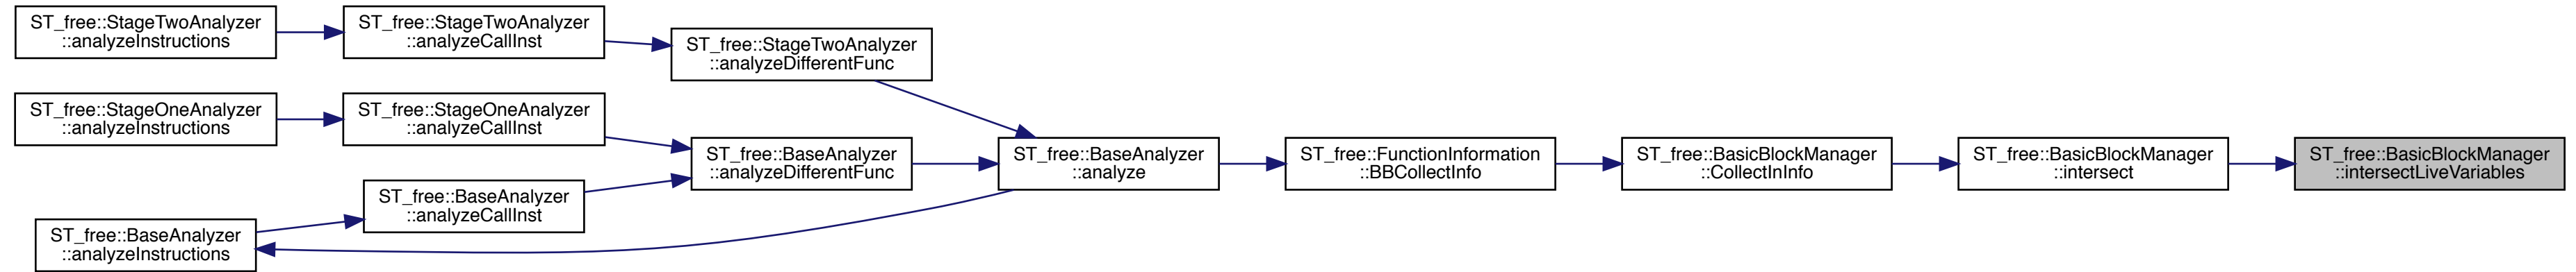 ST_free::StageTwoAnalyzer
::analyzeInstructions
ST_free::StageTwoAnalyzer
::analyzeCallInst
ST_free::StageTwoAnalyzer
::analyzeDifferentFunc
ST_free::StageOneAnalyzer
::analyzeInstructions
ST_free::StageOneAnalyzer
::analyzeCallInst
ST_free::BaseAnalyzer
::analyzeDifferentFunc
ST_free::BaseAnalyzer
::analyze
ST_free::FunctionInformation
::BBCollectInfo
ST_free::BasicBlockManager
::CollectInInfo
ST_free::BasicBlockManager
::intersect
ST_free::BasicBlockManager
::intersectLiveVariables
ST_free::BaseAnalyzer
::analyzeCallInst
ST_free::BaseAnalyzer
::analyzeInstructions